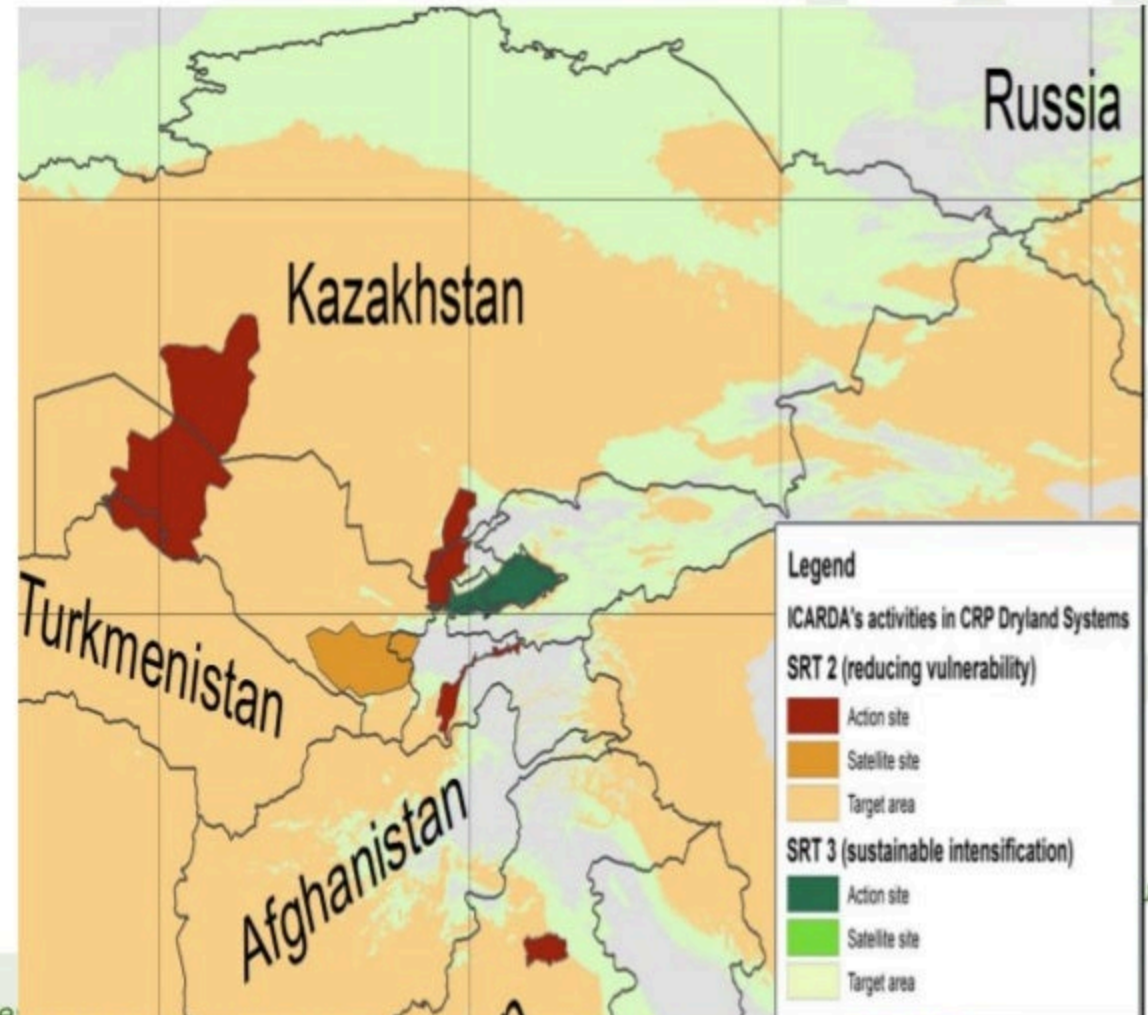 Russia
Kazakhstan
Turkmenistan
Afghanistan
Legend
ICARDA's activities in CRP Dryland Systems
SRT 2 (reducing vulnerability)
Action site
Satellite site
Target area
SRT 3 (sustainable intensification)
Action site
Satellite site
Target area